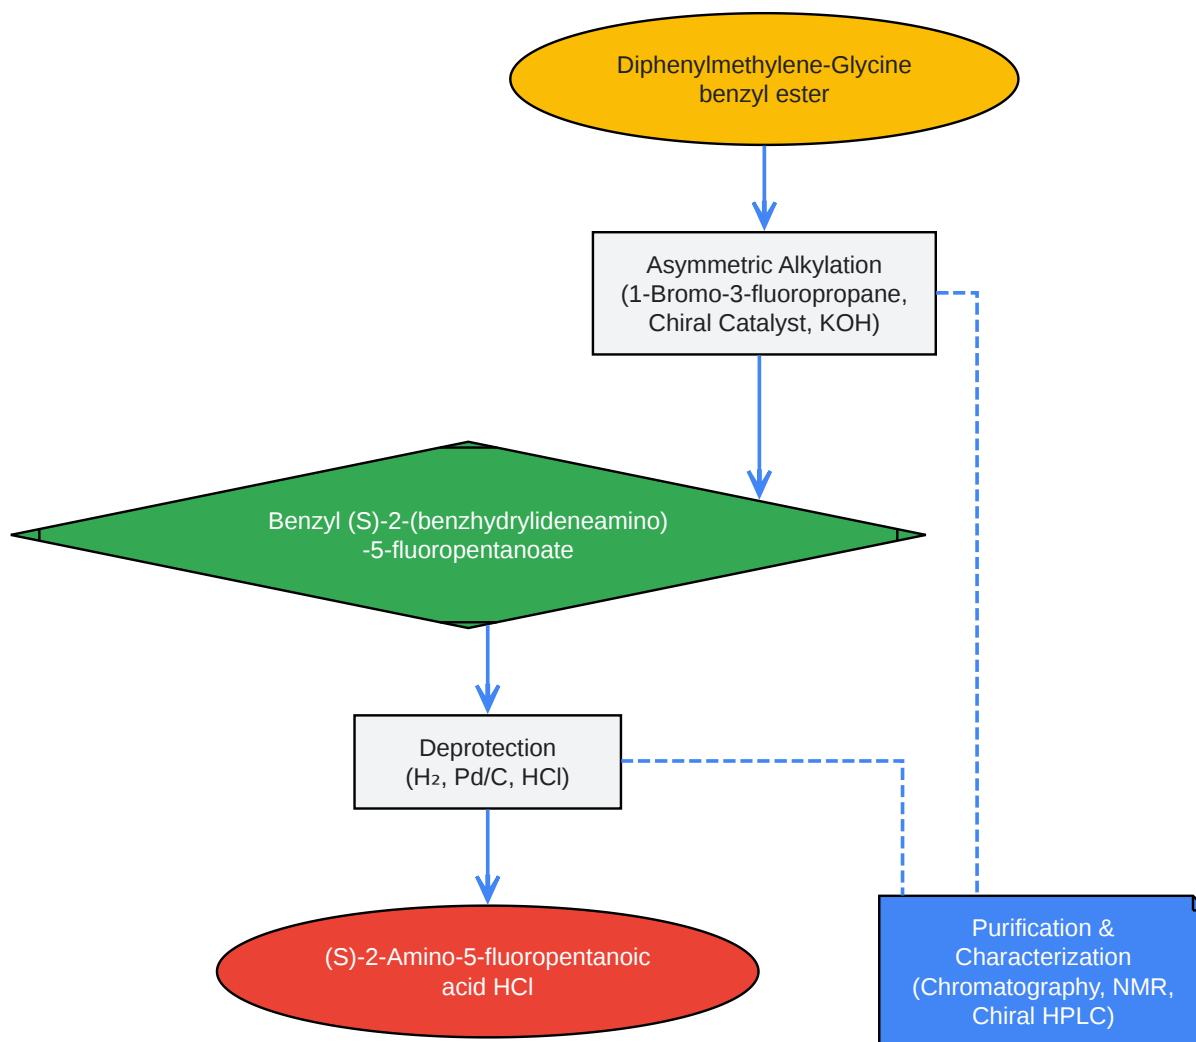 Diphenylmethylene-Glycine
benzyl ester
Asymmetric Alkylation
(1-Bromo-3-fluoropropane,
Chiral Catalyst, KOH)
Benzyl (S)-2-(benzhydrylideneamino)
-5-fluoropentanoate
Deprotection
(H₂, Pd/C, HCl)
(S)-2-Amino-5-fluoropentanoic
acid HCl
Purification &
Characterization
(Chromatography, NMR,
Chiral HPLC)